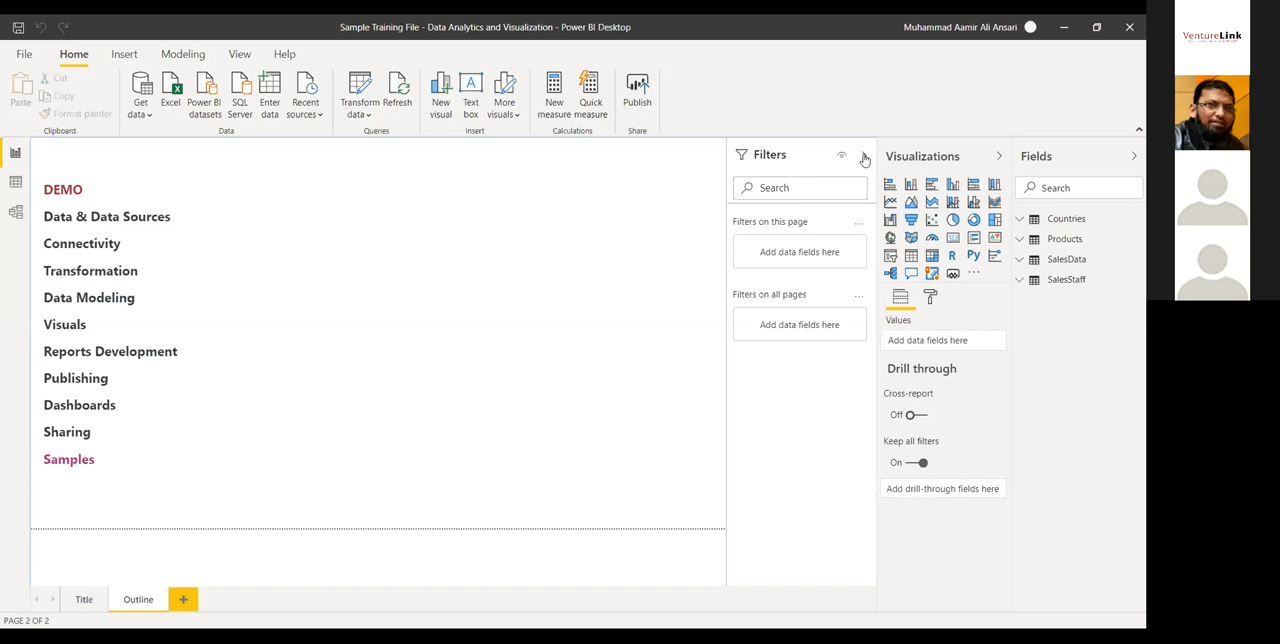 Sample Training File - Data Analytics and Visualization - Power BI Desktop
Muhammad Aamir Ali Ansari
VentureLink
File Home Insert Modeling View Help
Paste
Cut
Copy
Format painter
Clipboard
Get data
Excel
Power BI datasets
SQL Server
Enter data
Recent sources
Data
Transform data
Refresh
Queries
New visual
Text box
More visuals
Insert
New measure
Quick measure
Calculations
Publish
Share
DEMO
Data & Data Sources
Connectivity
Transformation
Data Modeling
Visuals
Reports Development
Publishing
Dashboards
Sharing
Samples
Filters
Search
Filters on this page ...
Add data fields here
Filters on all pages ...
Add data fields here
Visualizations
R Py
...
Values
Add data fields here
Drill through
Cross-report
Off
Keep all filters
On
Add drill-through fields here
Fields
Search
Countries
Products
SalesData
SalesStaff
Title Outline +
PAGE 2 OF 2